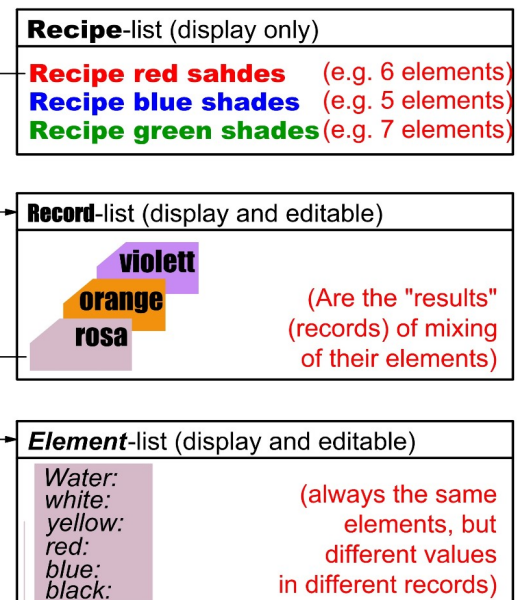 Recipe-list (display only)
Recipe red sahdes (e.g. 6 elements)
Recipe blue shades (e.g. 5 elements)
Recipe green shades (e.g. 7 elements)
Record-list (display and editable)
violett
orange
rosa
(Are the "results"
(records) of mixing
of their elements)
Element-list (display and editable)
Water:
white:
yellow:
red:
blue:
black:
(always the same
elements, but
different values
in different records)